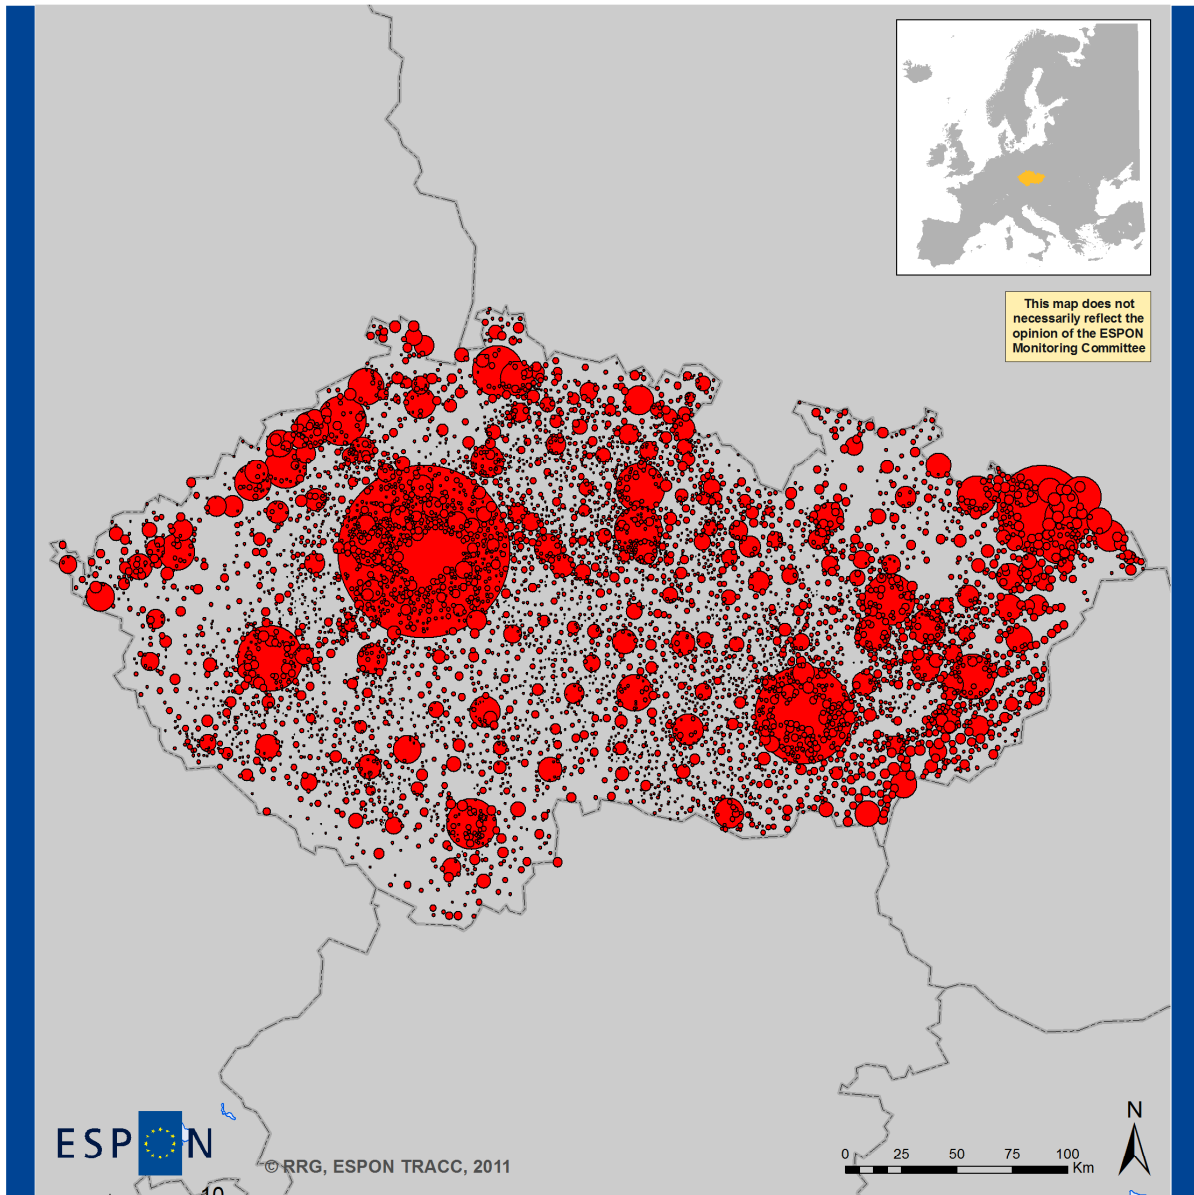 This map does not
necessarily reflect the
opinion of the ESPON
Monitoring Committee
N
0 25 50 75 100
Km
ESPON
© RRG, ESPON TRACC, 2011